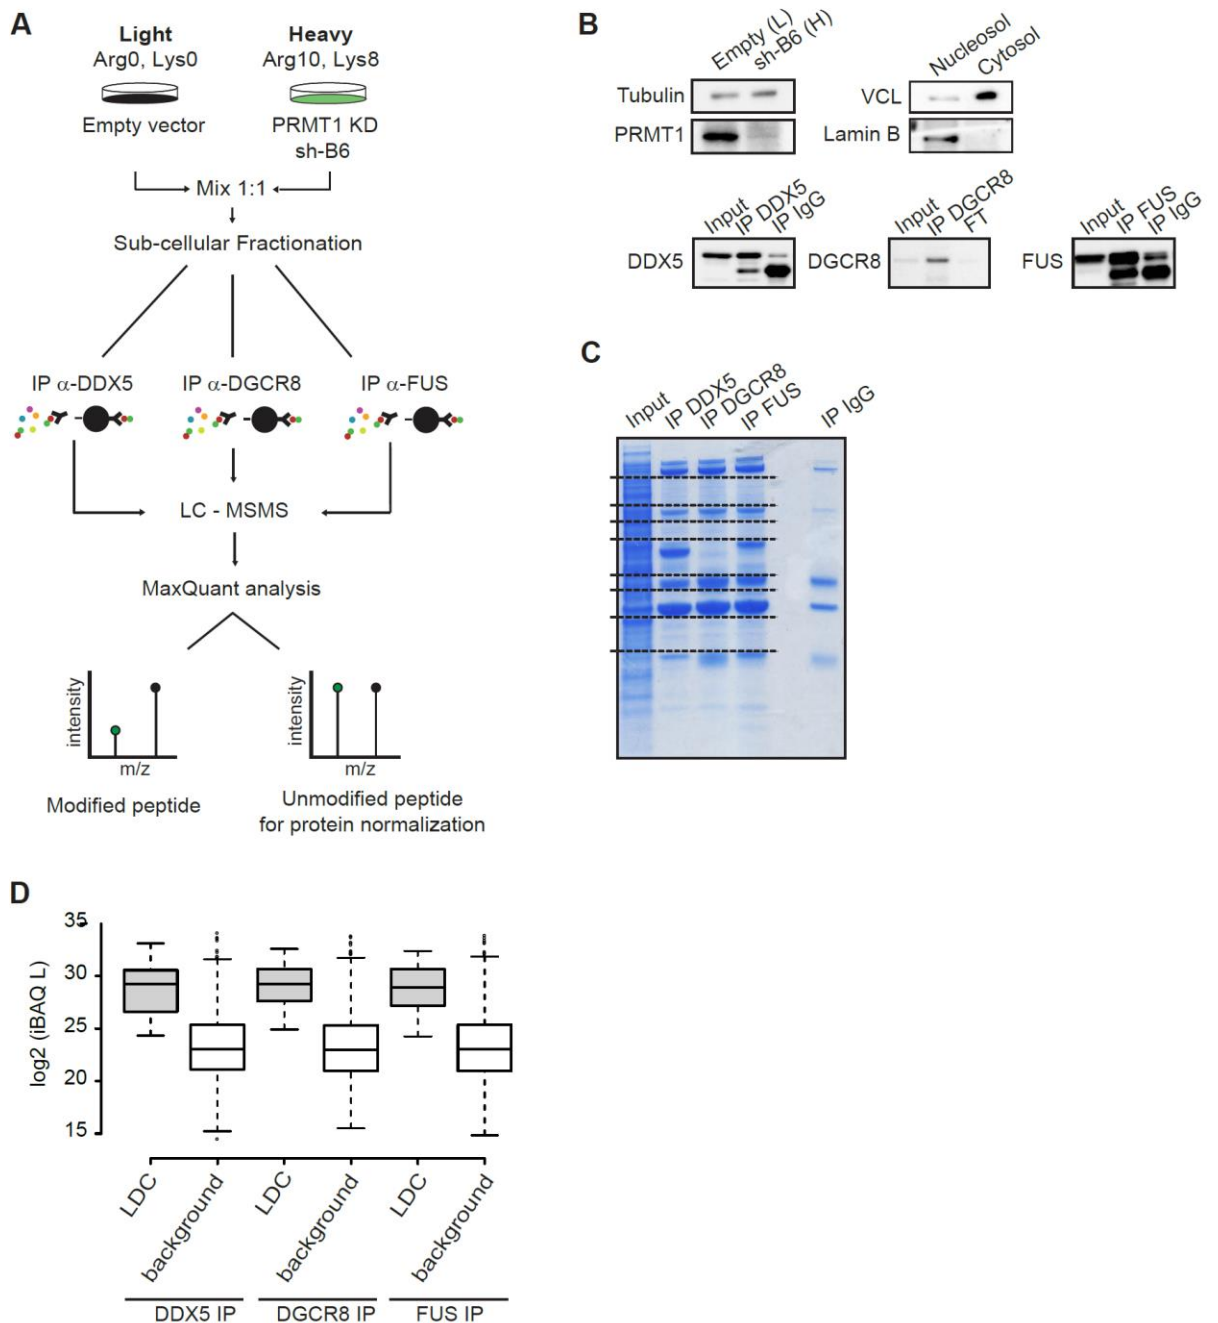 A
Light
Arg0, Lys0
Heavy
Arg10, Lys8
Empty vector
PRMT1 KD
sh-B6
Mix 1:1
Sub-cellular Fractionation
IP α-DDX5
IP α-DGCR8
IP α-FUS
LC - MSMS
MaxQuant analysis
intensity
m/z
Modified peptide
intensity
m/z
Unmodified peptide
for protein normalization
B
Empty (L)
sh-B6 (H)
Tubulin
PRMT1
Nucleosol
Cytosol
VCL
Lamin B
Input
IP DDX5
IP IgG
DDX5
Input
IP DGCR8
FT
DGCR8
Input
IP FUS
IP IgG
FUS
C
Input
IP DDX5
IP DGCR8
IP FUS
IP IgG
D
log2 (iBAQ L)
35
30
25
20
15
LDC
background
LDC
background
LDC
background
DDX5 IP
DGCR8 IP
FUS IP